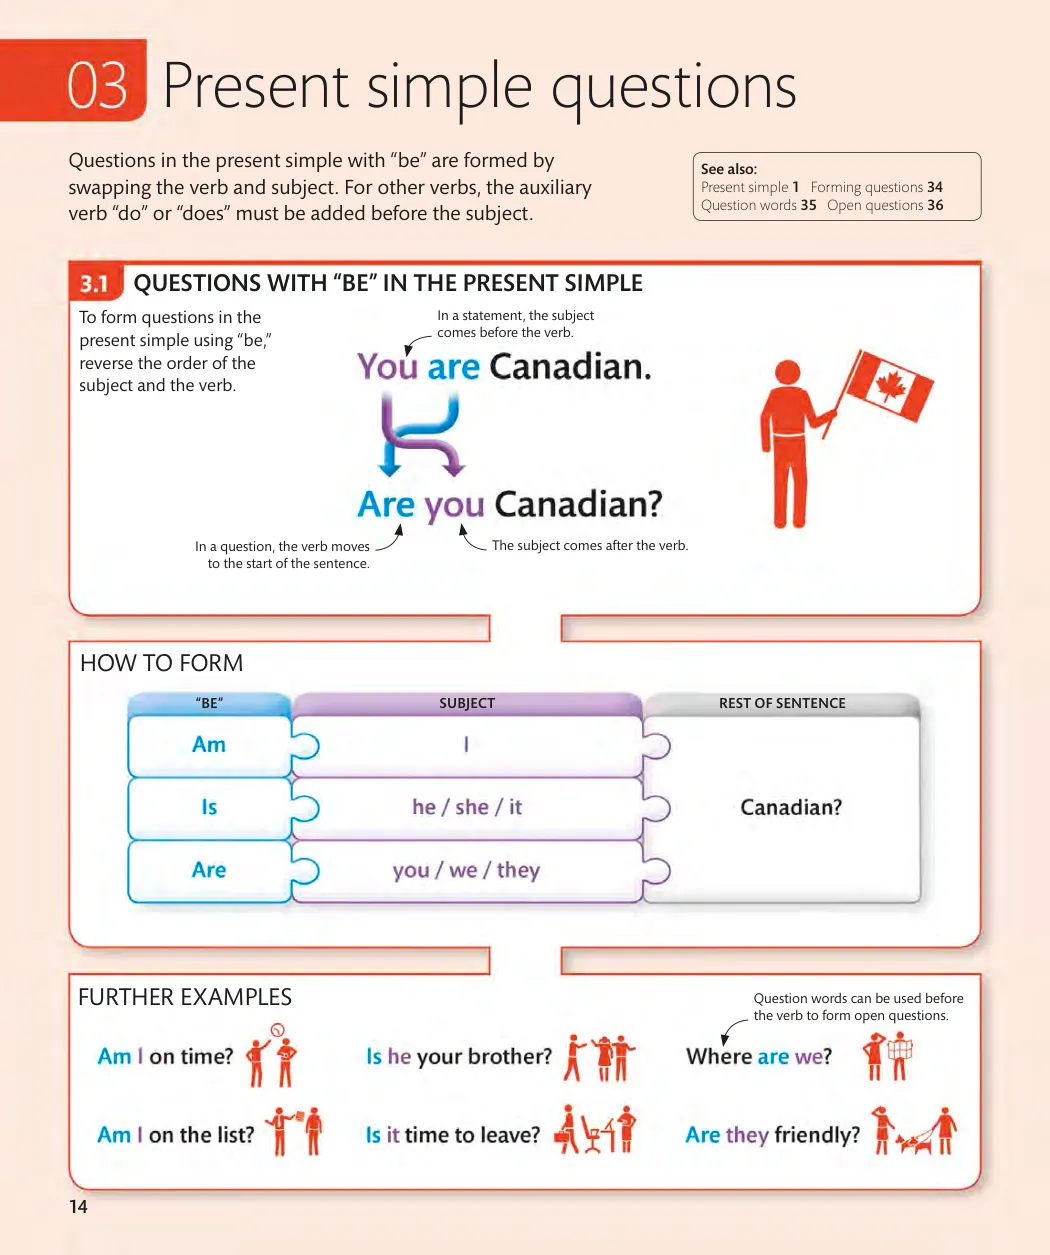 03 Present simple questions
Questions in the present simple with “be” are formed by
swapping the verb and subject. For other verbs, the auxiliary
verb “do” or “does” must be added before the subject.
See also:
Present simple 1 Forming questions 34
Question words 35 Open questions 36
3.1 QUESTIONS WITH “BE” IN THE PRESENT SIMPLE
To form questions in the
present simple using “be,”
reverse the order of the
subject and the verb.
In a statement, the subject
comes before the verb.
You are Canadian.
Are you Canadian?
In a question, the verb moves
to the start of the sentence.
The subject comes after the verb.
HOW TO FORM
“BE” SUBJECT REST OF SENTENCE
Am I
Is he / she / it Canadian?
Are you / we / they
FURTHER EXAMPLES
Question words can be used before
the verb to form open questions.
Am I on time? Is he your brother? Where are we?
Am I on the list? Is it time to leave? Are they friendly?
14